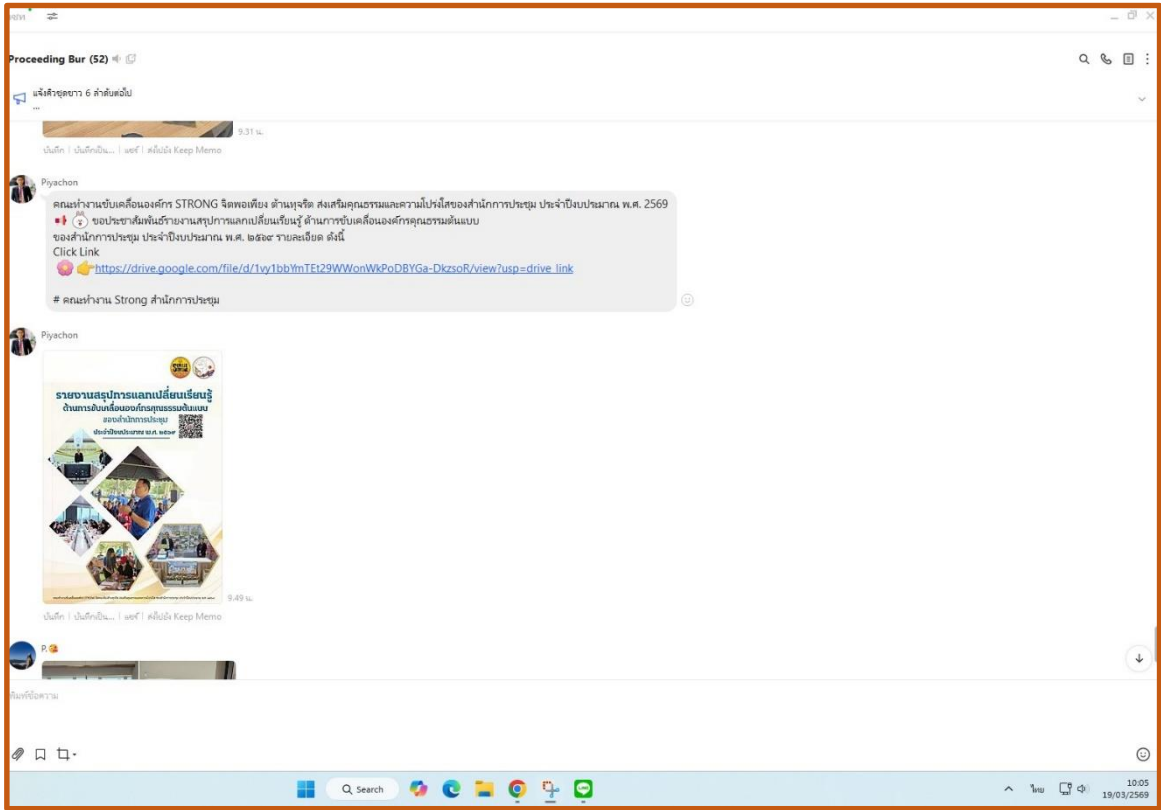 Proceeding Bur (52)
แจ้งคิวชุดขาว 6 ลำดับต่อไป
...
9.31 น.
บันทึก | บันทึกเป็น... | แชร์ | ส่งไปยัง Keep Memo
Piyachon
คณะทำงานขับเคลื่อนองค์กร STRONG จิตพอเพียง ต้านทุจริต ส่งเสริมคุณธรรมและความโปร่งใสของสำนักการประชุม ประจำปีงบประมาณ พ.ศ. 2569
ขอประชาสัมพันธ์รายงานสรุปการแลกเปลี่ยนเรียนรู้ ด้านการขับเคลื่อนองค์กรคุณธรรมต้นแบบ
ของสำนักการประชุม ประจำปีงบประมาณ พ.ศ. ๒๕๖๙ รายละเอียด ดังนี้
Click Link
https://drive.google.com/file/d/1vy1bbYmTEt29WWonWkPoDBYGa-DkzsoR/view?usp=drive_link
# คณะทำงาน Strong สำนักการประชุม
Piyachon
รายงานสรุปการแลกเปลี่ยนเรียนรู้
ด้านการขับเคลื่อนองค์กรคุณธรรมต้นแบบ
ของสำนักการประชุม
ประจำปีงบประมาณ พ.ศ. ๒๕๖๙
9.49 น.
บันทึก | บันทึกเป็น... | แชร์ | ส่งไปยัง Keep Memo
P.
พิมพ์ข้อความ
Search
ไทย
10:05
19/03/2569